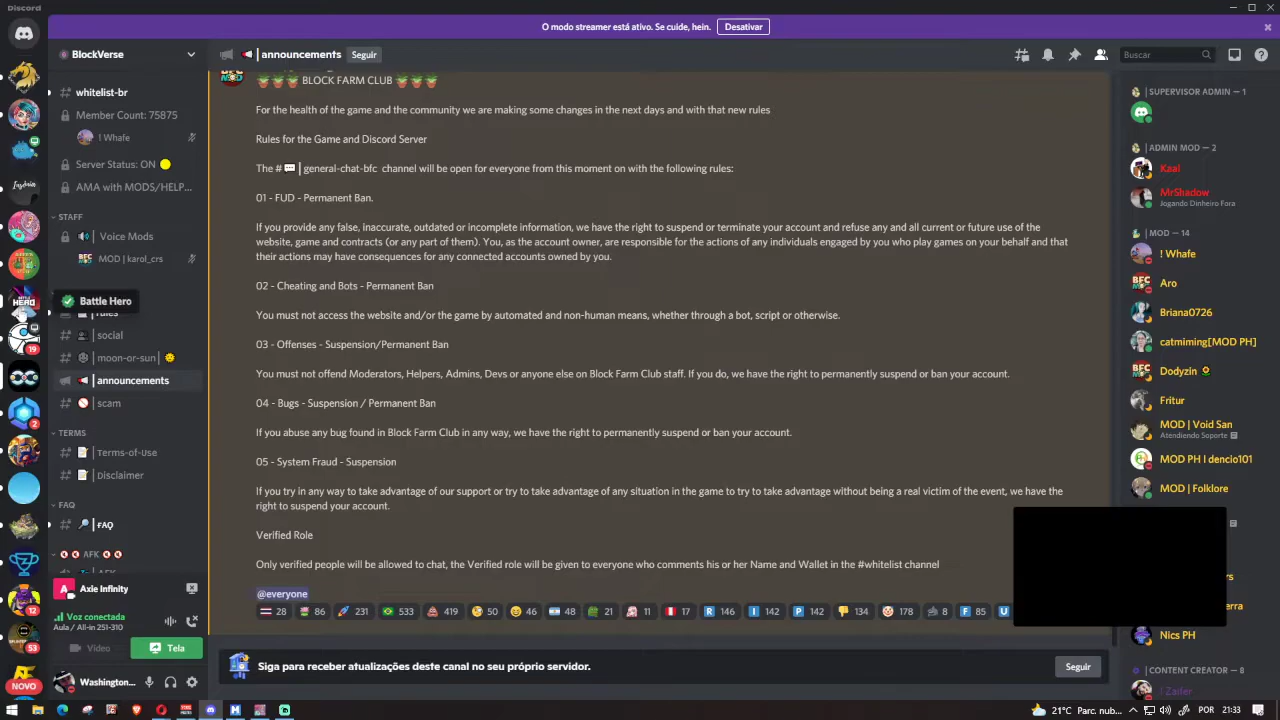 Discord
O modo streamer está ativo. Se cuide, hein.
Desativar
BlockVerse
announcements
Seguir
Buscar
whitelist-br
Member Count: 75875
! Whafe
Server Status: ON
AMA with MODS/HELP...
STAFF
Voice Mods
MOD | karol_crs
Battle Hero
rules
social
moon-or-sun
announcements
scam
TERMS
Terms-of-Use
Disclaimer
FAQ
FAQ
AFK
Axie Infinity
Voz conectada
Aula / All-in 251-310
Vídeo
Tela
Washington...
19
2
12
53
NOVO
BLOCK FARM CLUB
For the health of the game and the community we are making some changes in the next days and with that new rules
Rules for the Game and Discord Server
The # | general-chat-bfc channel will be open for everyone from this moment on with the following rules:
01 - FUD - Permanent Ban.
If you provide any false, inaccurate, outdated or incomplete information, we have the right to suspend or terminate your account and refuse any and all current or future use of the
website, game and contracts (or any part of them). You, as the account owner, are responsible for the actions of any individuals engaged by you who play games on your behalf and that
their actions may have consequences for any connected accounts owned by you.
02 - Cheating and Bots - Permanent Ban
You must not access the website and/or the game by automated and non-human means, whether through a bot, script or otherwise.
03 - Offenses - Suspension/Permanent Ban
You must not offend Moderators, Helpers, Admins, Devs or anyone else on Block Farm Club staff. If you do, we have the right to permanently suspend or ban your account.
04 - Bugs - Suspension / Permanent Ban
If you abuse any bug found in Block Farm Club in any way, we have the right to permanently suspend or ban your account.
05 - System Fraud - Suspension
If you try in any way to take advantage of our support or try to take advantage of any situation in the game to try to take advantage without being a real victim of the event, we have the
right to suspend your account.
Verified Role
Only verified people will be allowed to chat, the Verified role will be given to everyone who comments his or her Name and Wallet in the #whitelist channel
@everyone
28 86 231 533 419 50 46 48 21 11 17 R 146 I 142 P 142 134 178 8 F 85 U
Siga para receber atualizações deste canal no seu próprio servidor.
Seguir
| SUPERVISOR ADMIN — 1
| ADMIN MOD — 2
Kaal
MrShadow
Jogando Dinheiro Fora
| MOD — 14
! Whafe
Aro
Briana0726
catmiming[MOD PH]
Dodyzin
Fritur
MOD | Void San
Atendiendo Soporte
MOD PH I dencio101
MOD | Folklore
Nics PH
| CONTENT CREATOR — 8
| Zailer
21°C Parc. nub...
POR
21:33